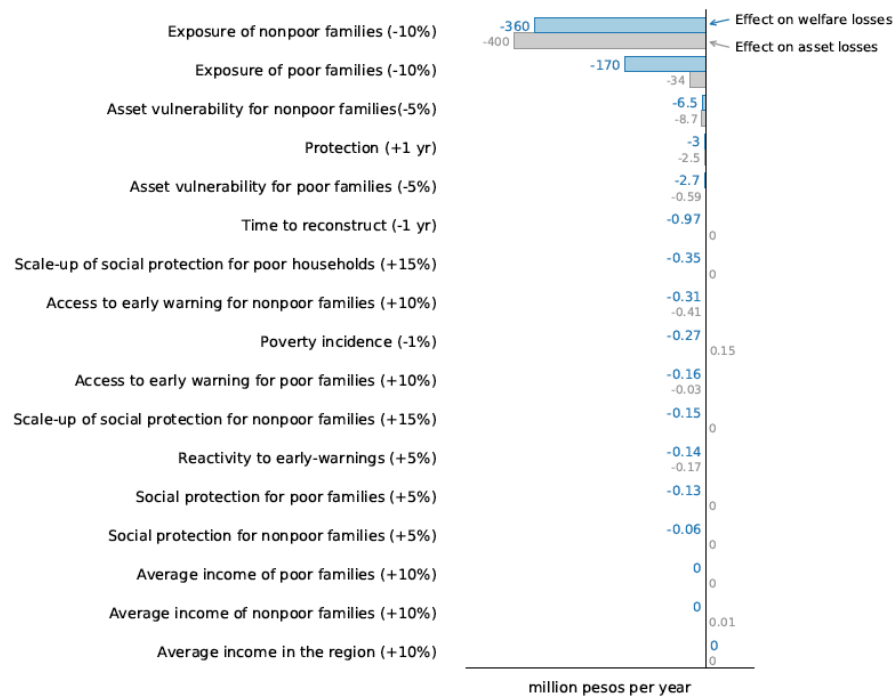 Exposure of nonpoor families (-10%) -360 Effect on welfare losses
-400 Effect on asset losses
Exposure of poor families (-10%) -170
-34
Asset vulnerability for nonpoor families(-5%) -6.5
-8.7
Protection (+1 yr) -3
-2.5
Asset vulnerability for poor families (-5%) -2.7
-0.59
Time to reconstruct (-1 yr) -0.97
0
Scale-up of social protection for poor households (+15%) -0.35
0
Access to early warning for nonpoor families (+10%) -0.31
-0.41
Poverty incidence (-1%) -0.27
0.15
Access to early warning for poor families (+10%) -0.16
-0.03
Scale-up of social protection for nonpoor families (+15%) -0.15
0
Reactivity to early-warnings (+5%) -0.14
-0.17
Social protection for poor families (+5%) -0.13
0
Social protection for nonpoor families (+5%) -0.06
0
Average income of poor families (+10%) 0
0
Average income of nonpoor families (+10%) 0
0.01
Average income in the region (+10%) 0
0
million pesos per year